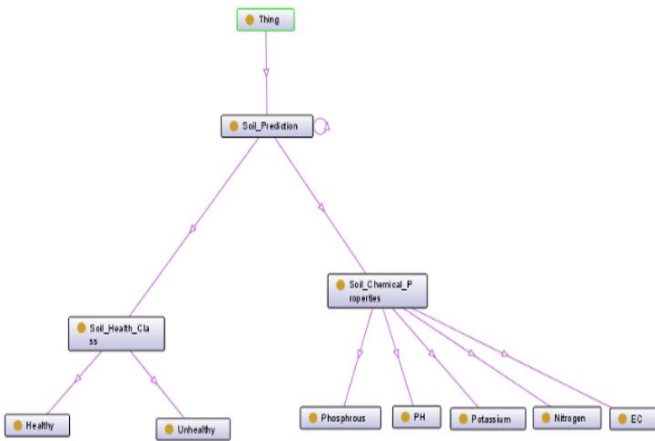 Thing
Soil_Prediction
Soil_Chemical_P
roperties
Soil_Health_Cla
ss
Healthy
Unhealthy
Phosphrous
PH
Potassium
Nitrogen
EC